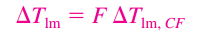 ΔT_lm = F ΔT_lm, CF